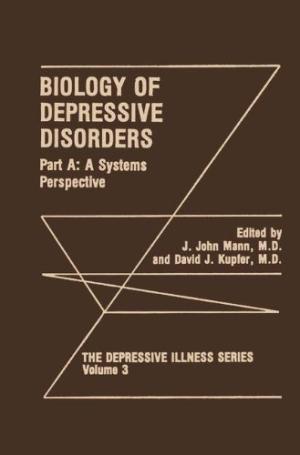 BIOLOGY OF
DEPRESSIVE
DISORDERS
Part A: A Systems
Perspective
Edited by
J. John Mann, M.D.
and David J. Kupfer, M.D.
THE DEPRESSIVE ILLNESS SERIES
Volume 3